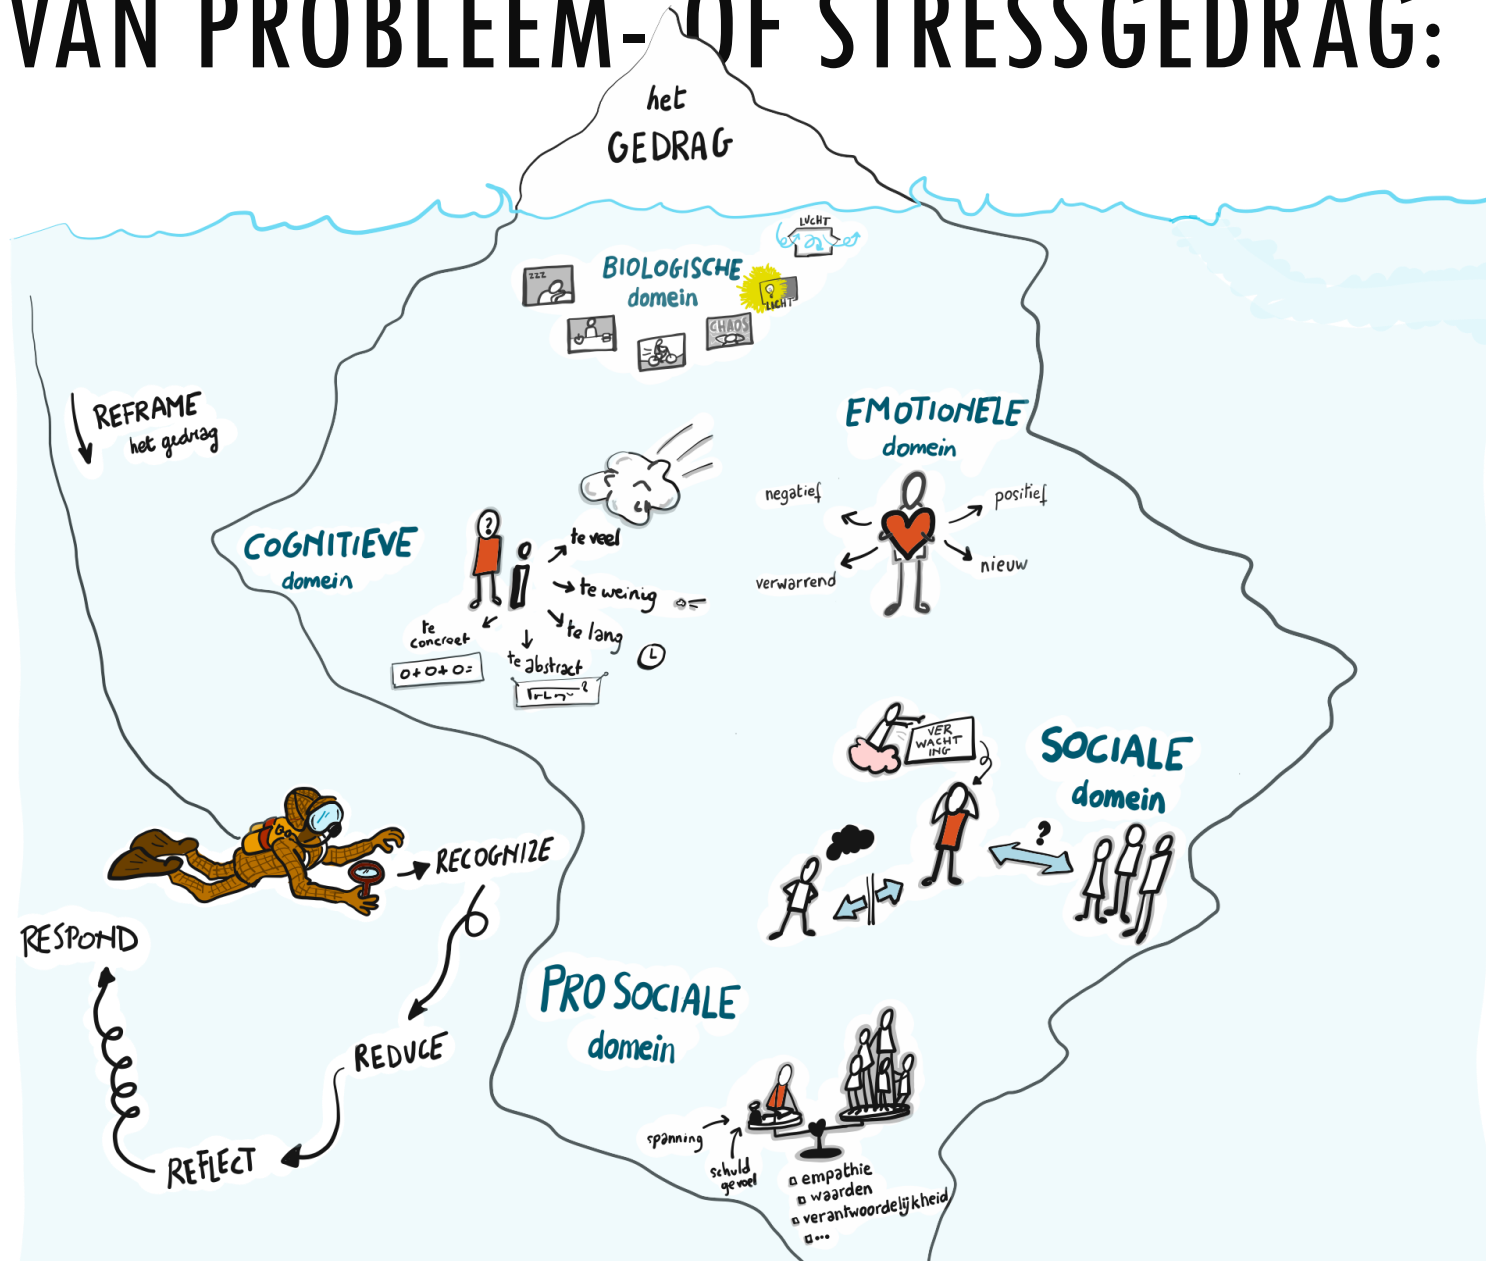 VAN PROBLEEM- OF STRESSGEDRAG:
het
GEDRAG
LUCHT
BIOLOGISCHE
domein
zzz
LICHT
CHAOS
REFRAME
het gedrag
EMOTIONELE
domein
negatief
positief
verwarrend
nieuw
COGNITIEVE
domein
?
te veel
te weinig
te lang
te
concreet
0+0+0=
te abstract
?
VER
WACHT
ING
SOCIALE
domein
?
RECOGNIZE
RESPOND
REDUCE
REFLECT
PRO SOCIALE
domein
spanning
schuld
gevoel
empathie
waarden
verantwoordelijkheid
...